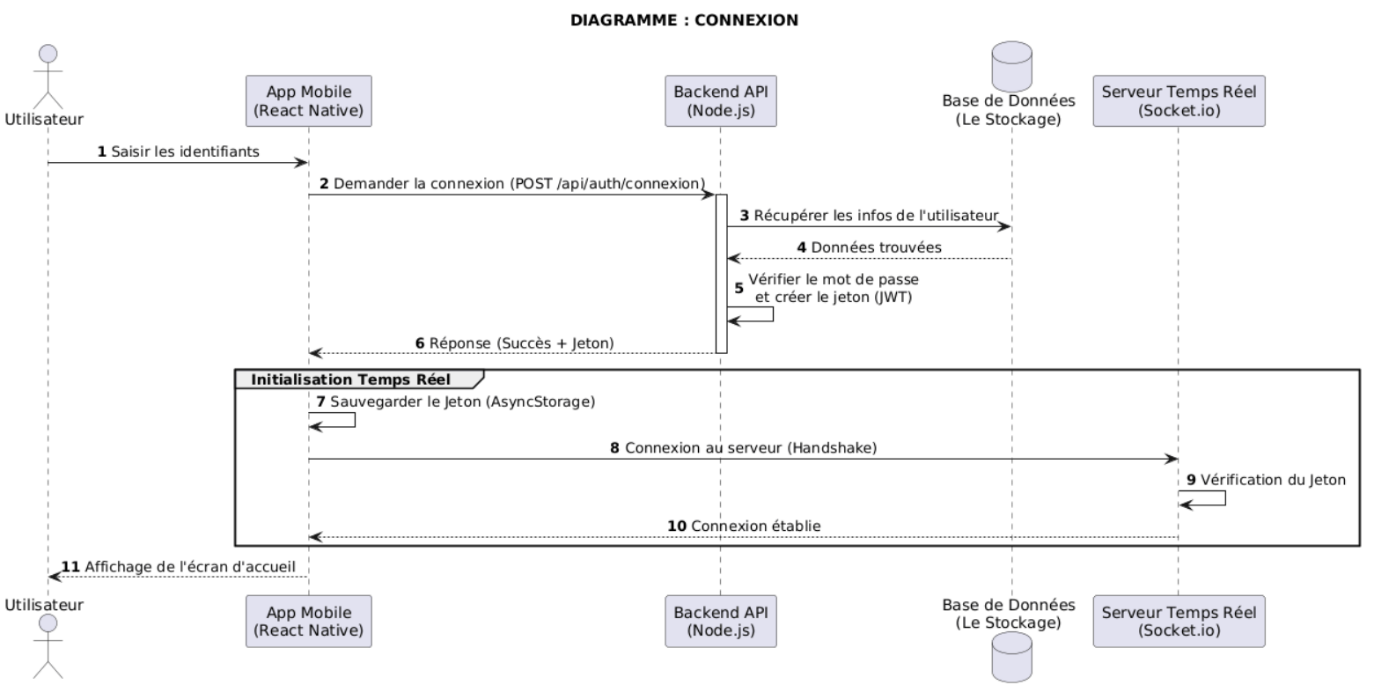 DIAGRAMME : CONNEXION
Utilisateur
App Mobile
(React Native)
Backend API
(Node.js)
Base de Données
(Le Stockage)
Serveur Temps Réel
(Socket.io)
1 Saisir les identifiants
2 Demander la connexion (POST /api/auth/connexion)
3 Récupérer les infos de l'utilisateur
4 Données trouvées
5 Vérifier le mot de passe
et créer le jeton (JWT)
6 Réponse (Succès + Jeton)
Initialisation Temps Réel
7 Sauvegarder le Jeton (AsyncStorage)
8 Connexion au serveur (Handshake)
9 Vérification du Jeton
10 Connexion établie
11 Affichage de l'écran d'accueil
Utilisateur
App Mobile
(React Native)
Backend API
(Node.js)
Base de Données
(Le Stockage)
Serveur Temps Réel
(Socket.io)